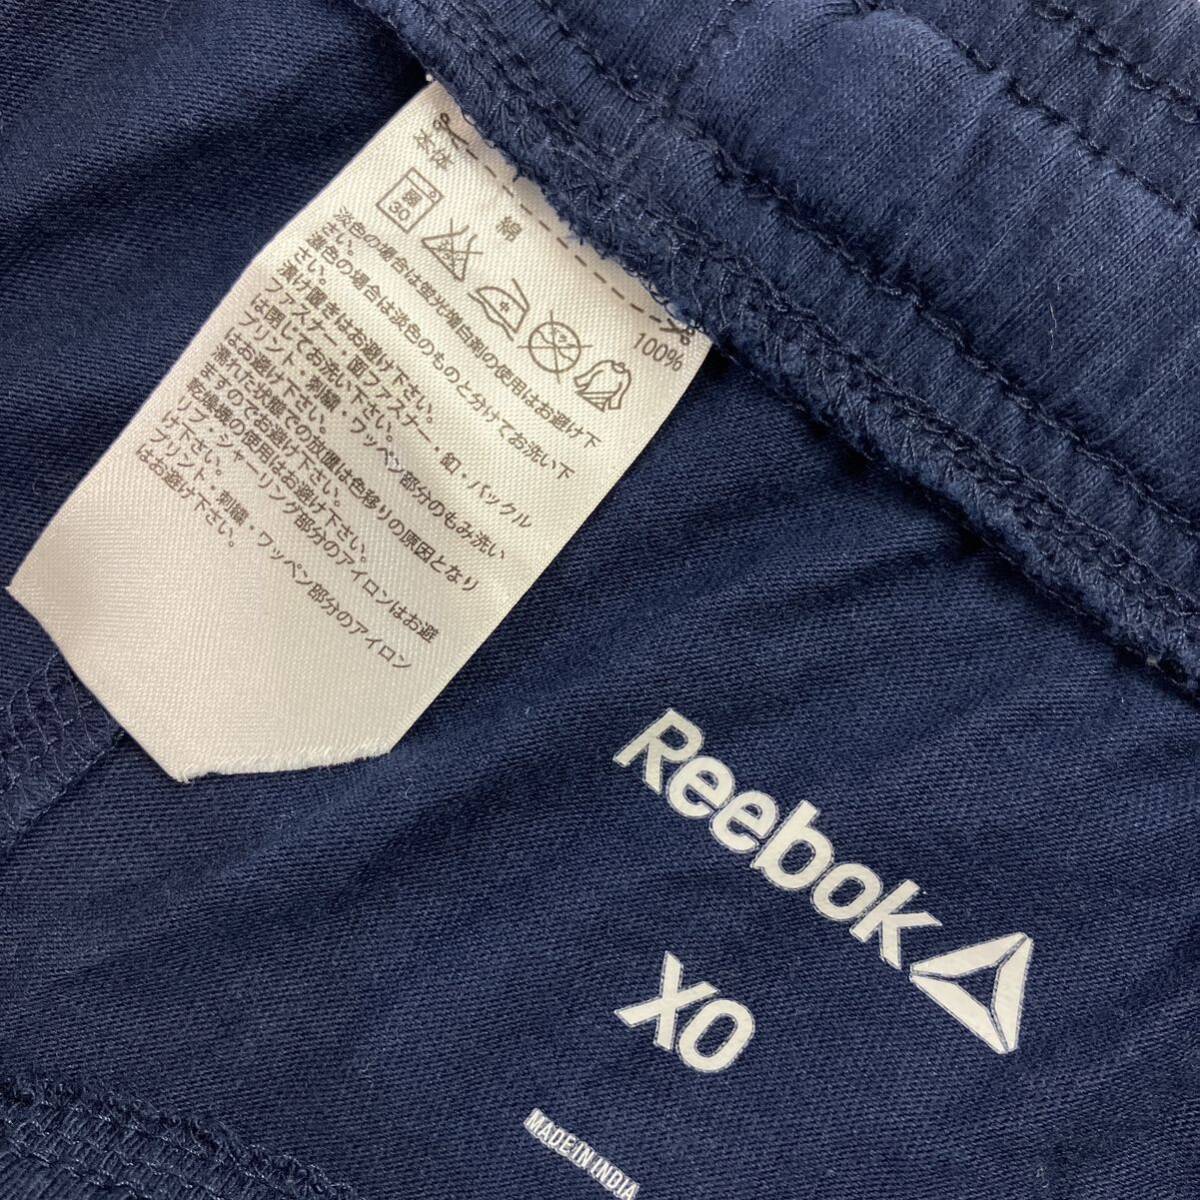 本体
綿 100%
弱
30
淡色の場合は蛍光増白剤の使用はお避け下
さい。
濃色の場合は淡色のものと分けてお洗い下
さい。
漬け置きはお避け下さい。
ファスナー・面ファスナー・釦・バックル
は閉じてお洗い下さい。
プリント・刺繍・ワッペン部分のもみ洗い
はお避け下さい。
濡れた状態での放置は色移りの原因となり
ますのでお避け下さい。
乾燥機の使用はお避け下さい。
リブ・シャーリング部分のアイロンはお避
け下さい。
プリント・刺繍・ワッペン部分のアイロン
はお避け下さい。
Reebok
XO
MADE IN INDIA